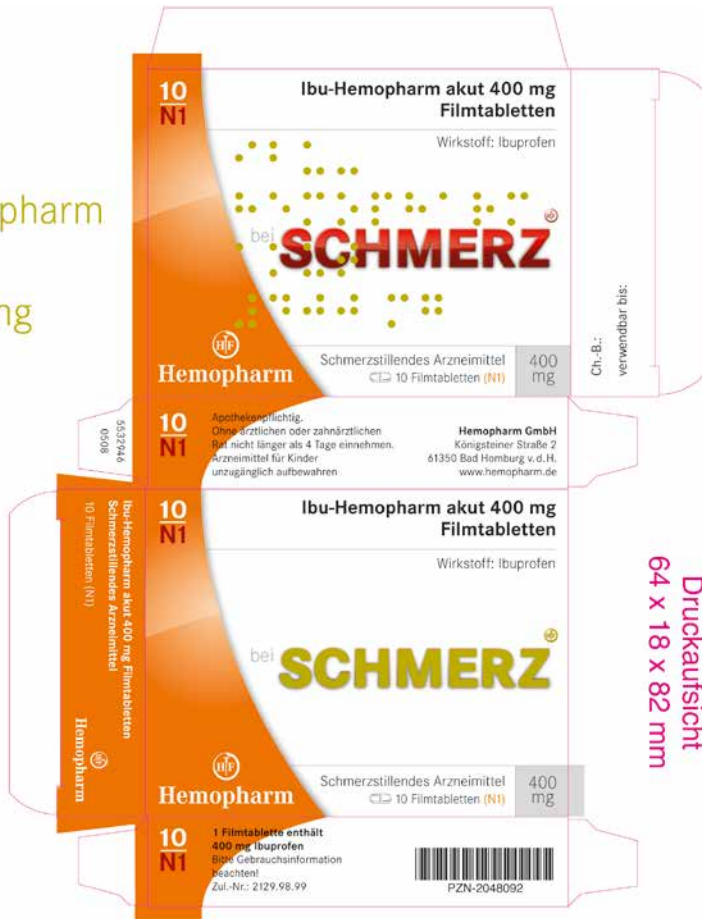 pharm
ng
10
N1
Ibu-Hemopharm akut 400 mg
Filmtabletten
Wirkstoff: Ibuprofen
bei SCHMERZ
HF
Hemopharm
Schmerzstillendes Arzneimittel
10 Filmtabletten (N1)
400
mg
Ch.-B.:
verwendbar bis:
5532946
0508
10
N1
Apothekenpflichtig.
Ohne ärztlichen oder zahnärztlichen
Rat nicht länger als 4 Tage einnehmen.
Arzneimittel für Kinder
unzugänglich aufbewahren
Hemopharm GmbH
Königsteiner Straße 2
61350 Bad Homburg v. d. H.
www.hemopharm.de
Ibu-Hemopharm akut 400 mg Filmtabletten
Schmerzstillendes Arzneimittel
10 Filmtabletten (N1)
Hemopharm
10
N1
Ibu-Hemopharm akut 400 mg
Filmtabletten
Wirkstoff: Ibuprofen
bei SCHMERZ
HF
Hemopharm
Schmerzstillendes Arzneimittel
10 Filmtabletten (N1)
400
mg
Druckaufsicht
64 x 18 x 82 mm
10
N1
1 Filmtablette enthält
400 mg Ibuprofen
Bitte Gebrauchsinformation
beachten!
Zul.-Nr.: 2129.98.99
PZN-2048092